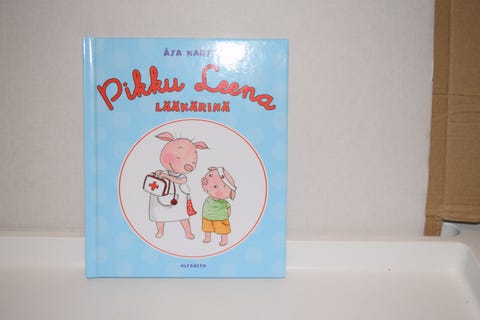 ÅSA
Pikku Leena
LÄÄKÄRINÄ
ALFABETA